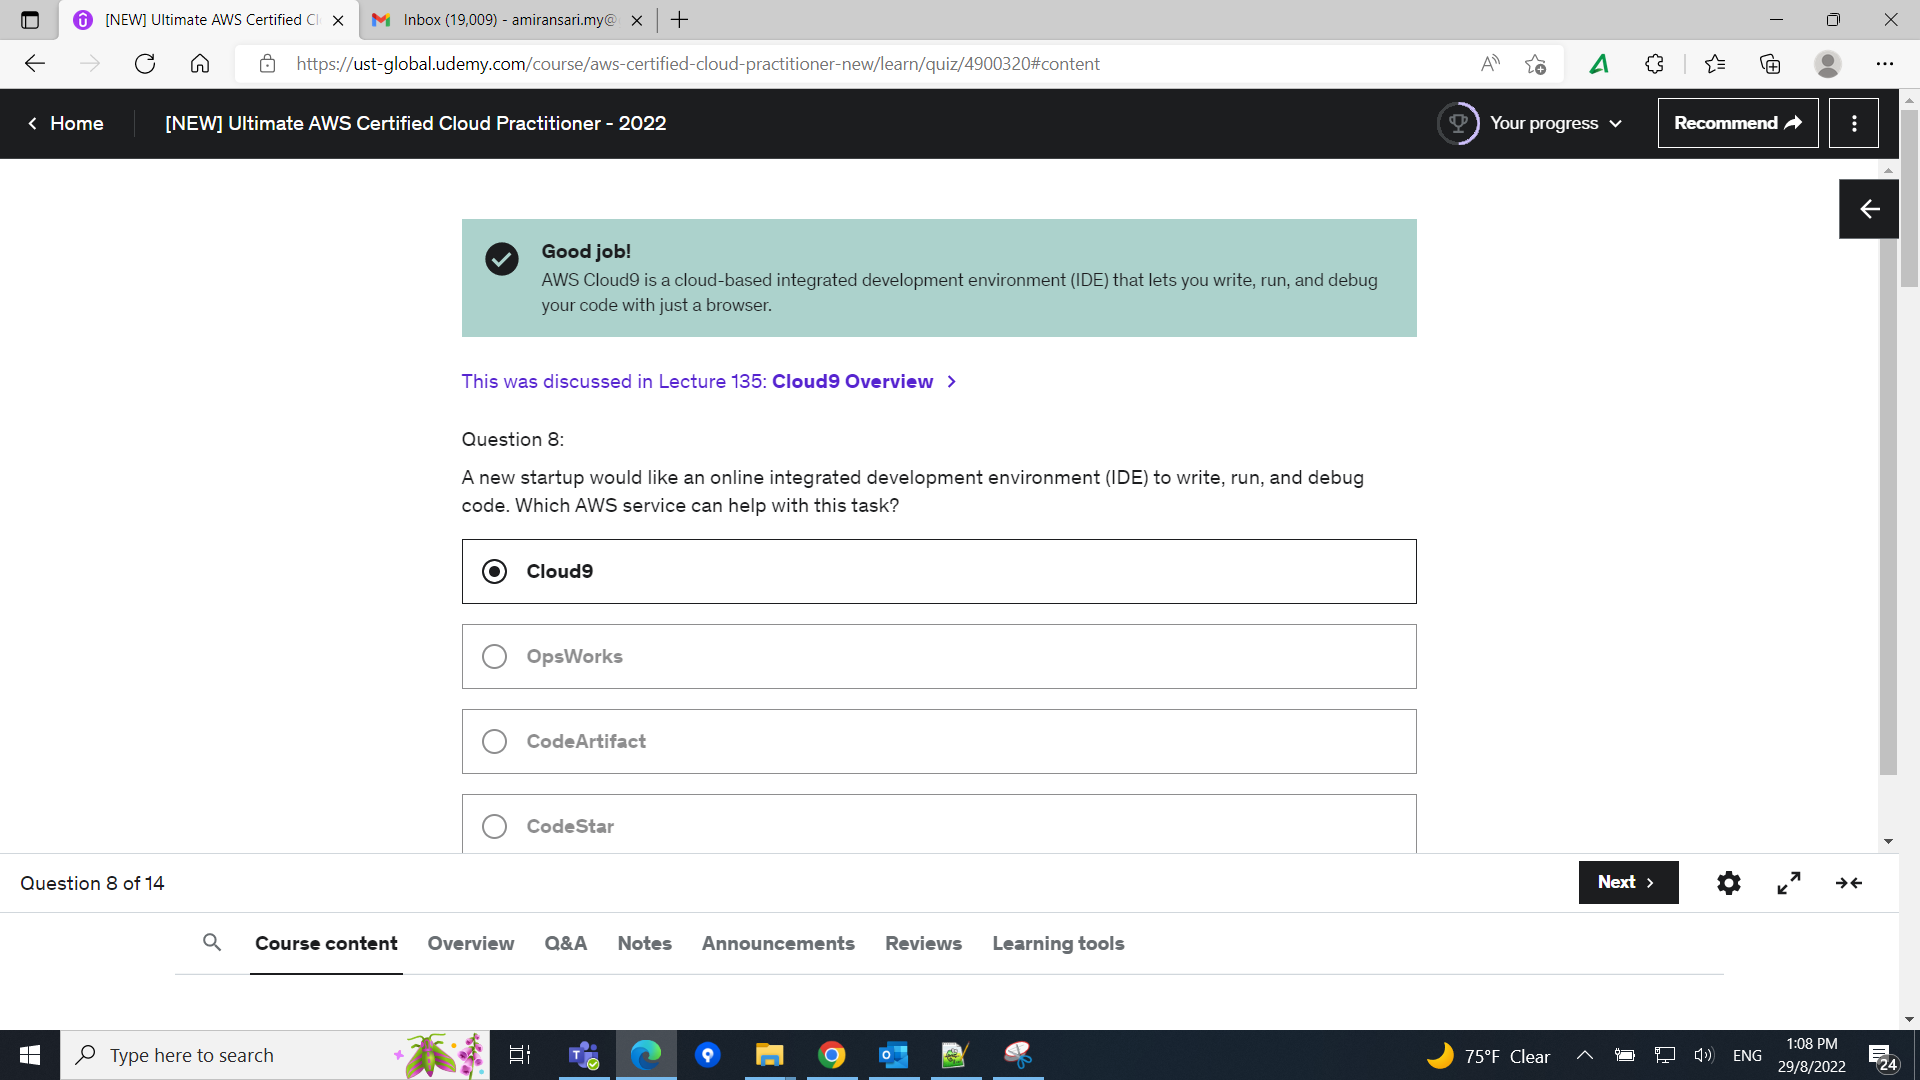 [NEW] Ultimate AWS Certified Cl
Inbox (19,009) - amiransari.my@
https://ust-global.udemy.com/course/aws-certified-cloud-practitioner-new/learn/quiz/4900320#content
Home
[NEW] Ultimate AWS Certified Cloud Practitioner - 2022
Your progress
Recommend
Good job!
AWS Cloud9 is a cloud-based integrated development environment (IDE) that lets you write, run, and debug
your code with just a browser.
This was discussed in Lecture 135: Cloud9 Overview
Question 8:
A new startup would like an online integrated development environment (IDE) to write, run, and debug
code. Which AWS service can help with this task?
Cloud9
OpsWorks
CodeArtifact
CodeStar
Question 8 of 14
Next
Course content Overview Q&A Notes Announcements Reviews Learning tools
Type here to search
75°F Clear
ENG
1:08 PM
29/8/2022
24